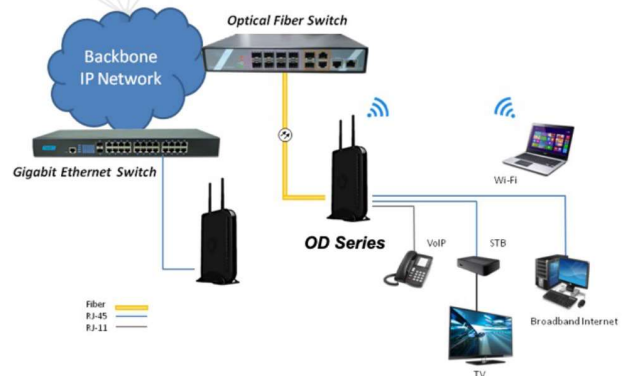 Optical Fiber Switch
Backbone
IP Network
Gigabit Ethernet Switch
Wi-Fi
OD Series
VoIP
STB
Broadband Internet
Fiber
RJ-45
RJ-11
TV